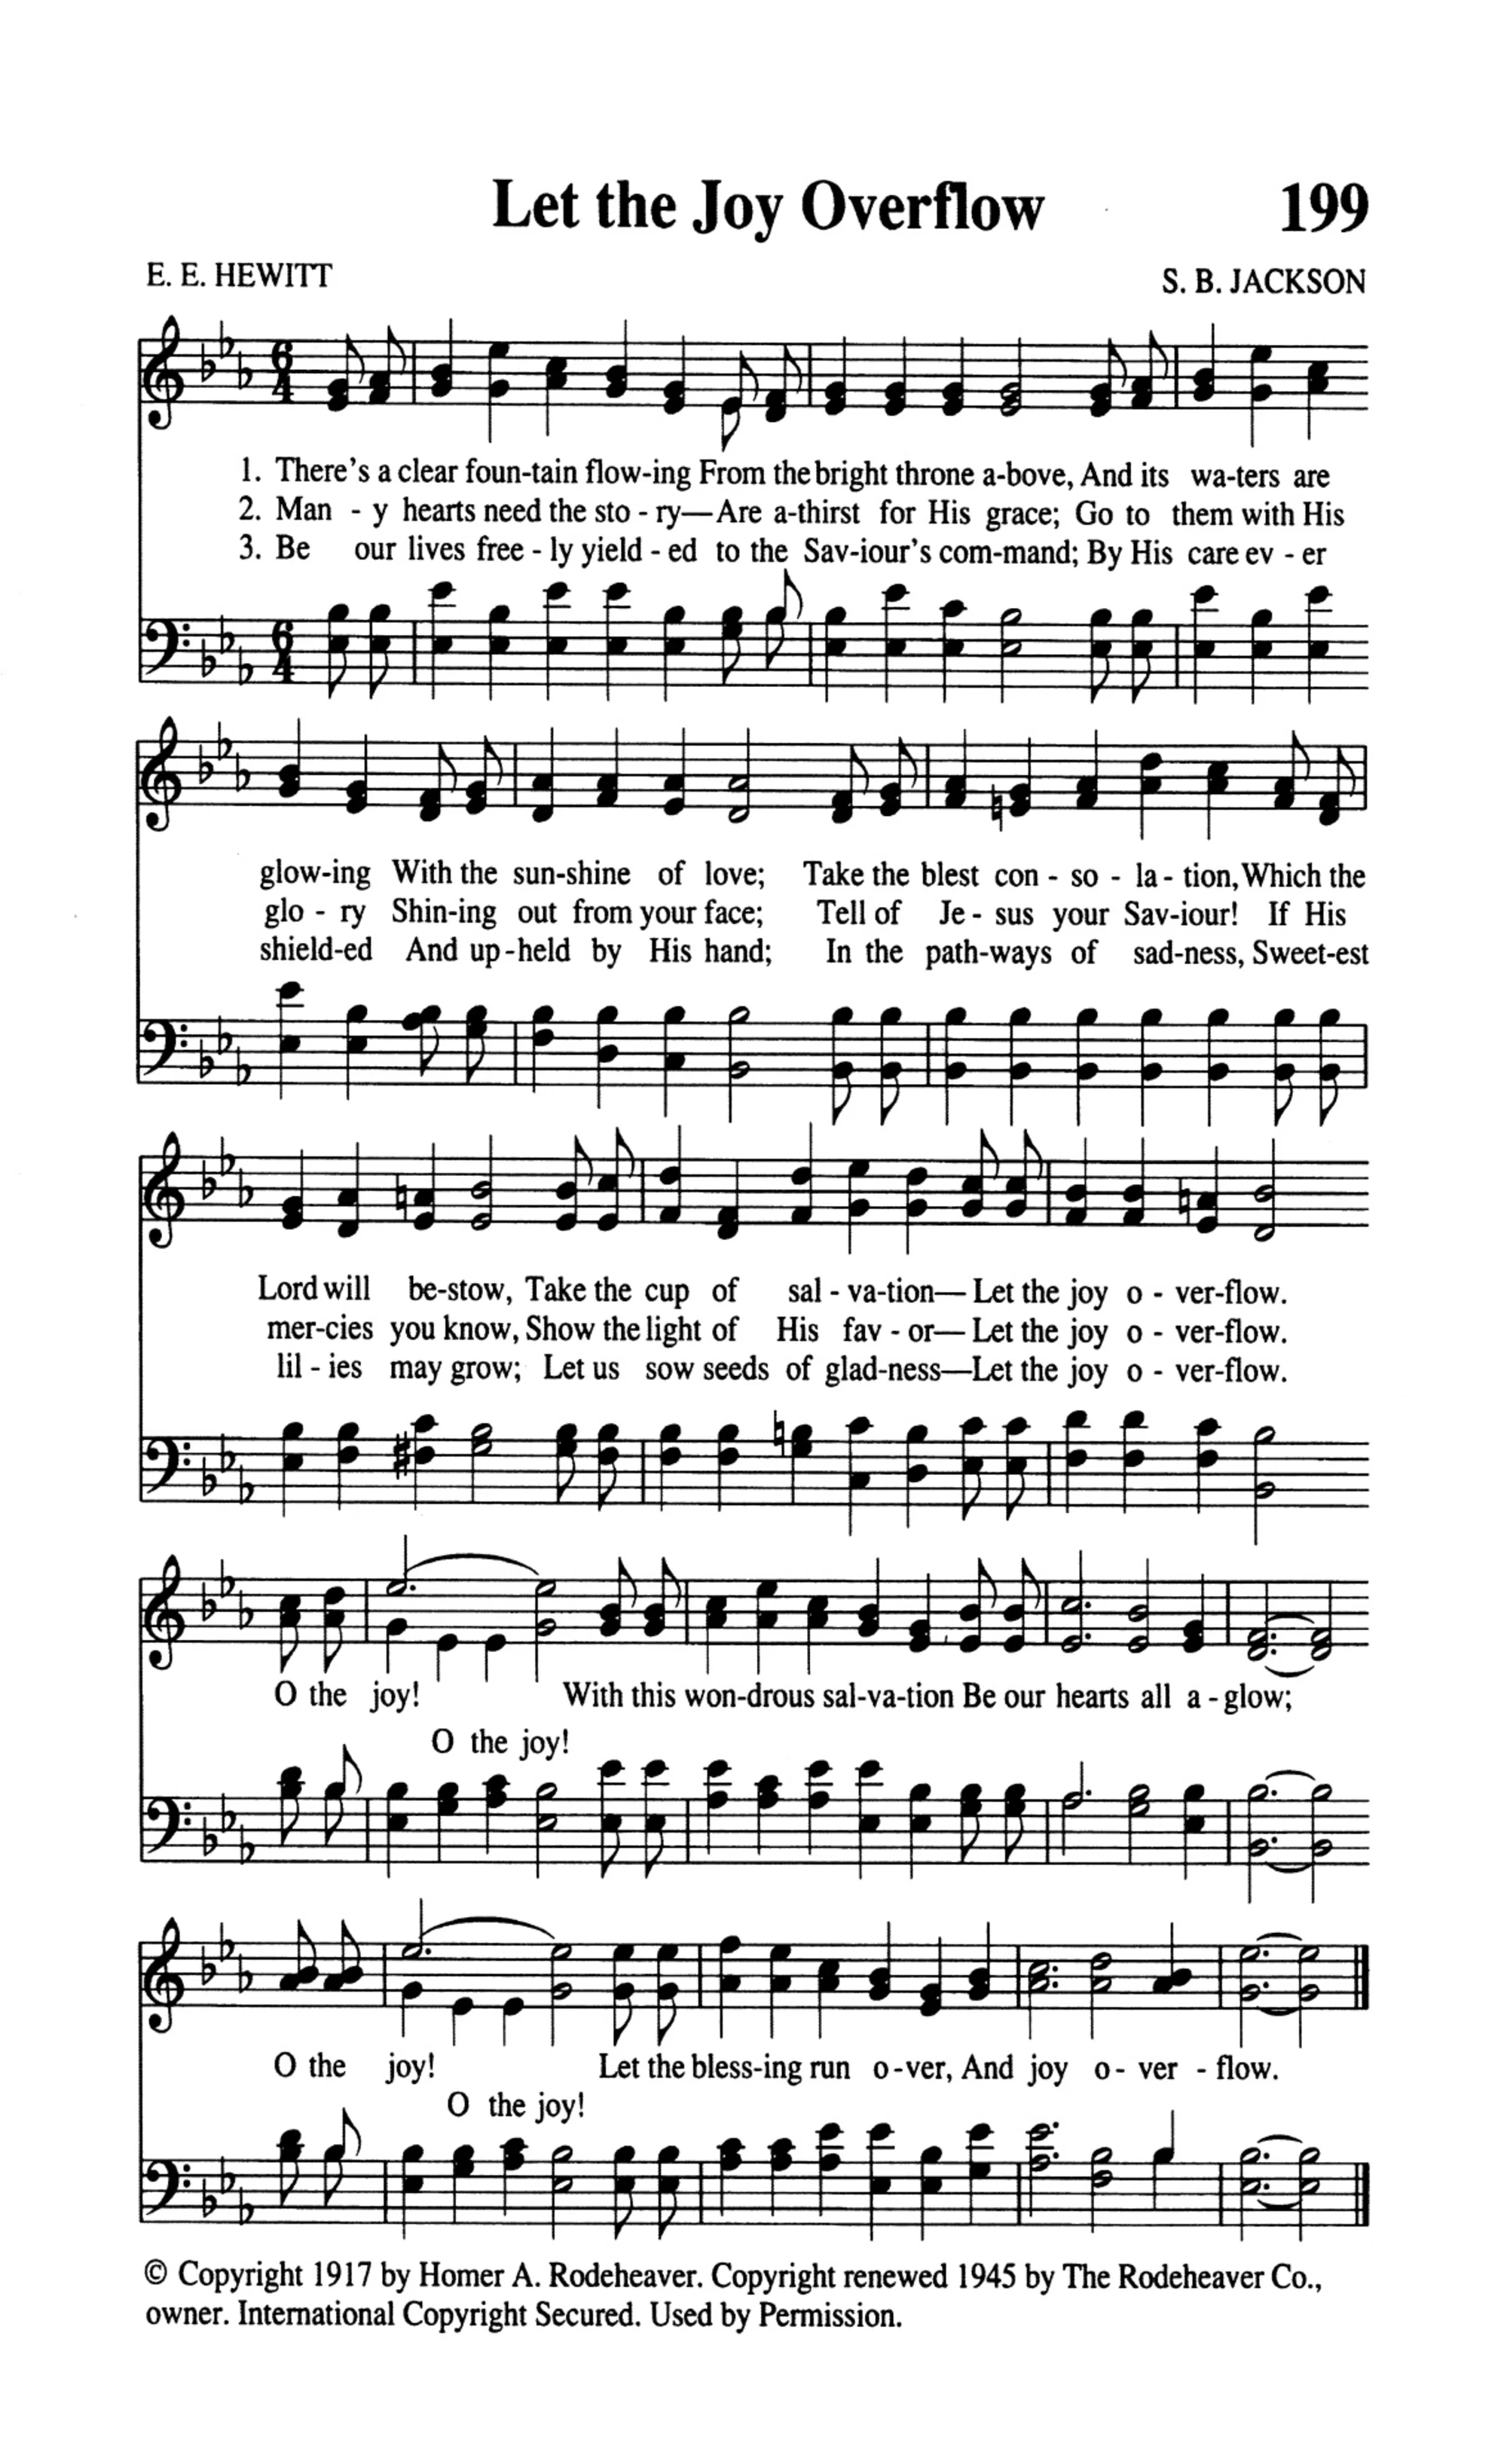 Let the Joy Overflow 199
E. E. HEWITT S. B. JACKSON
1. There's a clear foun-tain flow-ing From the bright throne a-bove, And its wa-ters are
2. Man - y hearts need the sto - ry—Are a-thirst for His grace; Go to them with His
3. Be our lives free - ly yield - ed to the Sav-iour's com-mand; By His care ev - er
glow-ing With the sun-shine of love; Take the blest con - so - la - tion, Which the
glo - ry Shin-ing out from your face; Tell of Je - sus your Sav-iour! If His
shield-ed And up-held by His hand; In the path-ways of sad-ness, Sweet-est
Lord will be-stow, Take the cup of sal - va-tion— Let the joy o - ver-flow.
mer-cies you know, Show the light of His fav - or— Let the joy o - ver-flow.
lil - ies may grow; Let us sow seeds of glad-ness—Let the joy o - ver-flow.
O the joy! With this won-drous sal-va-tion Be our hearts all a - glow;
O the joy!
O the joy! Let the bless-ing run o-ver, And joy o- ver - flow.
O the joy!
© Copyright 1917 by Homer A. Rodeheaver. Copyright renewed 1945 by The Rodeheaver Co.,
owner. International Copyright Secured. Used by Permission.